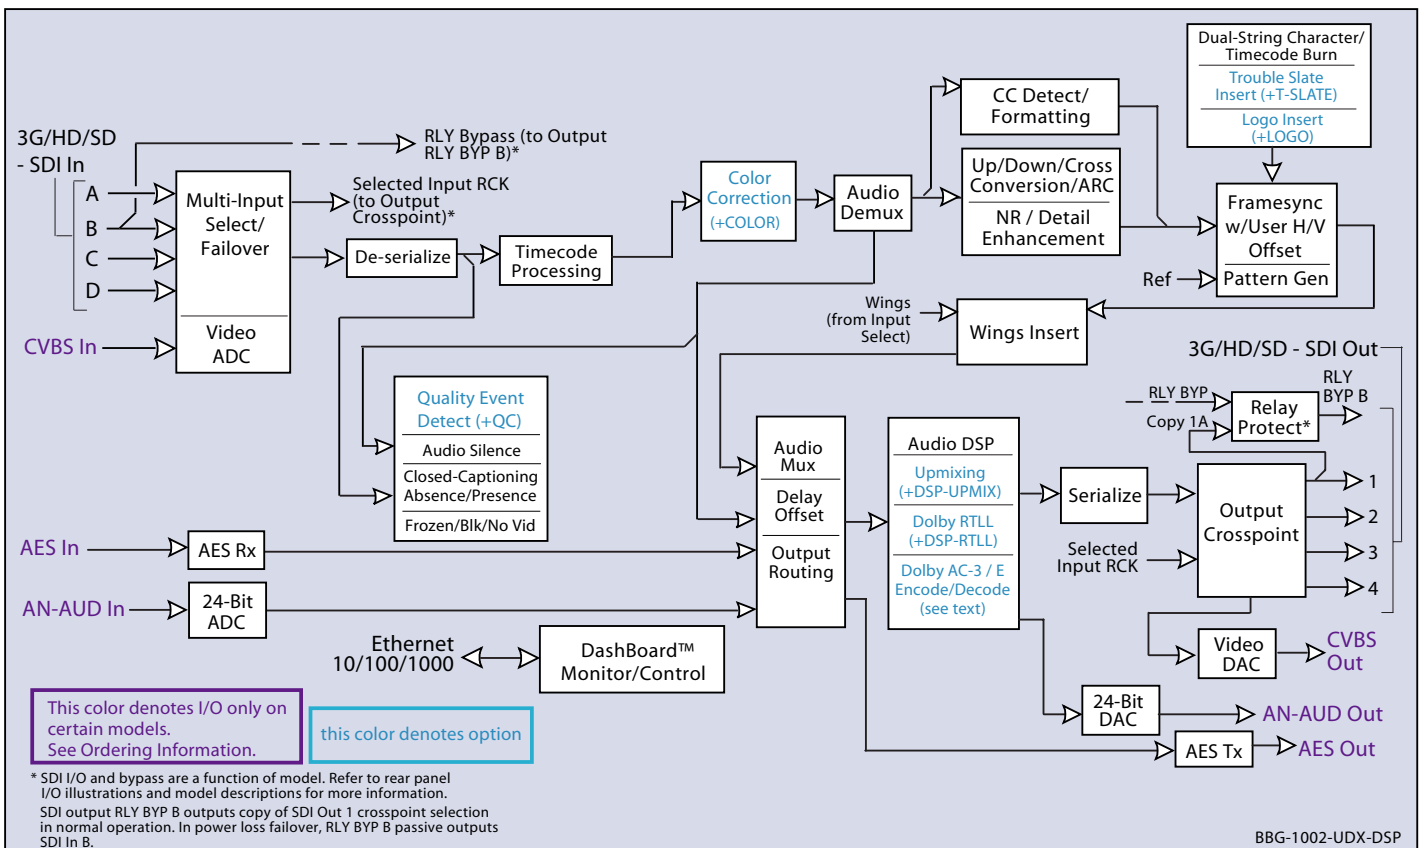 Dual-String Character/
Timecode Burn
Trouble Slate
Insert (+T-SLATE)
Logo Insert
(+LOGO)
3G/HD/SD
- SDI In
RLY Bypass (to Output
RLY BYP B)*
CC Detect/
Formatting
A
B
C
D
Multi-Input
Select/
Failover
Video
ADC
Selected Input RCK
(to Output
Crosspoint)*
De-serialize
Timecode
Processing
Color
Correction
(+COLOR)
Audio
Demux
Up/Down/Cross
Conversion/ARC
NR / Detail
Enhancement
Framesync
w/User H/V
Offset
Pattern Gen
Ref
CVBS In
Wings
(from Input
Select)
Wings Insert
3G/HD/SD - SDI Out
RLY BYP
Copy 1A
Relay
Protect*
RLY
BYP B
Quality Event
Detect (+QC)
Audio Silence
Closed-Captioning
Absence/Presence
Frozen/Blk/No Vid
Audio
Mux
Delay
Offset
Output
Routing
Audio DSP
Upmixing
(+DSP-UPMIX)
Dolby RTLL
(+DSP-RTLL)
Dolby AC-3 / E
Encode/Decode
(see text)
Serialize
Selected
Input RCK
Output
Crosspoint
1
2
3
4
AES In
AES Rx
AN-AUD In
24-Bit
ADC
Ethernet
10/100/1000
DashBoard™
Monitor/Control
Video
DAC
CVBS
Out
24-Bit
DAC
AN-AUD Out
AES Tx
AES Out
This color denotes I/O only on
certain models.
See Ordering Information.
this color denotes option
* SDI I/O and bypass are a function of model. Refer to rear panel
I/O illustrations and model descriptions for more information.
SDI output RLY BYP B outputs copy of SDI Out 1 crosspoint selection
in normal operation. In power loss failover, RLY BYP B passive outputs
SDI In B.
BBG-1002-UDX-DSP